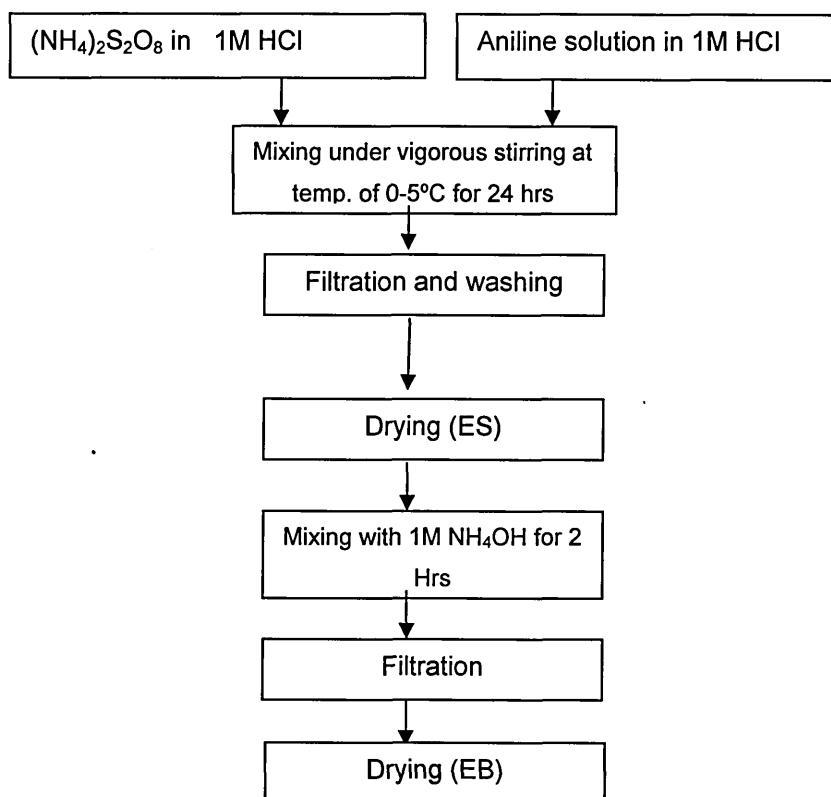 (NH₄)₂S₂O₈ in 1M HCl
Aniline solution in 1M HCl
Mixing under vigorous stirring at
temp. of 0-5ºC for 24 hrs
Filtration and washing
Drying (ES)
Mixing with 1M NH₄OH for 2
Hrs
Filtration
Drying (EB)